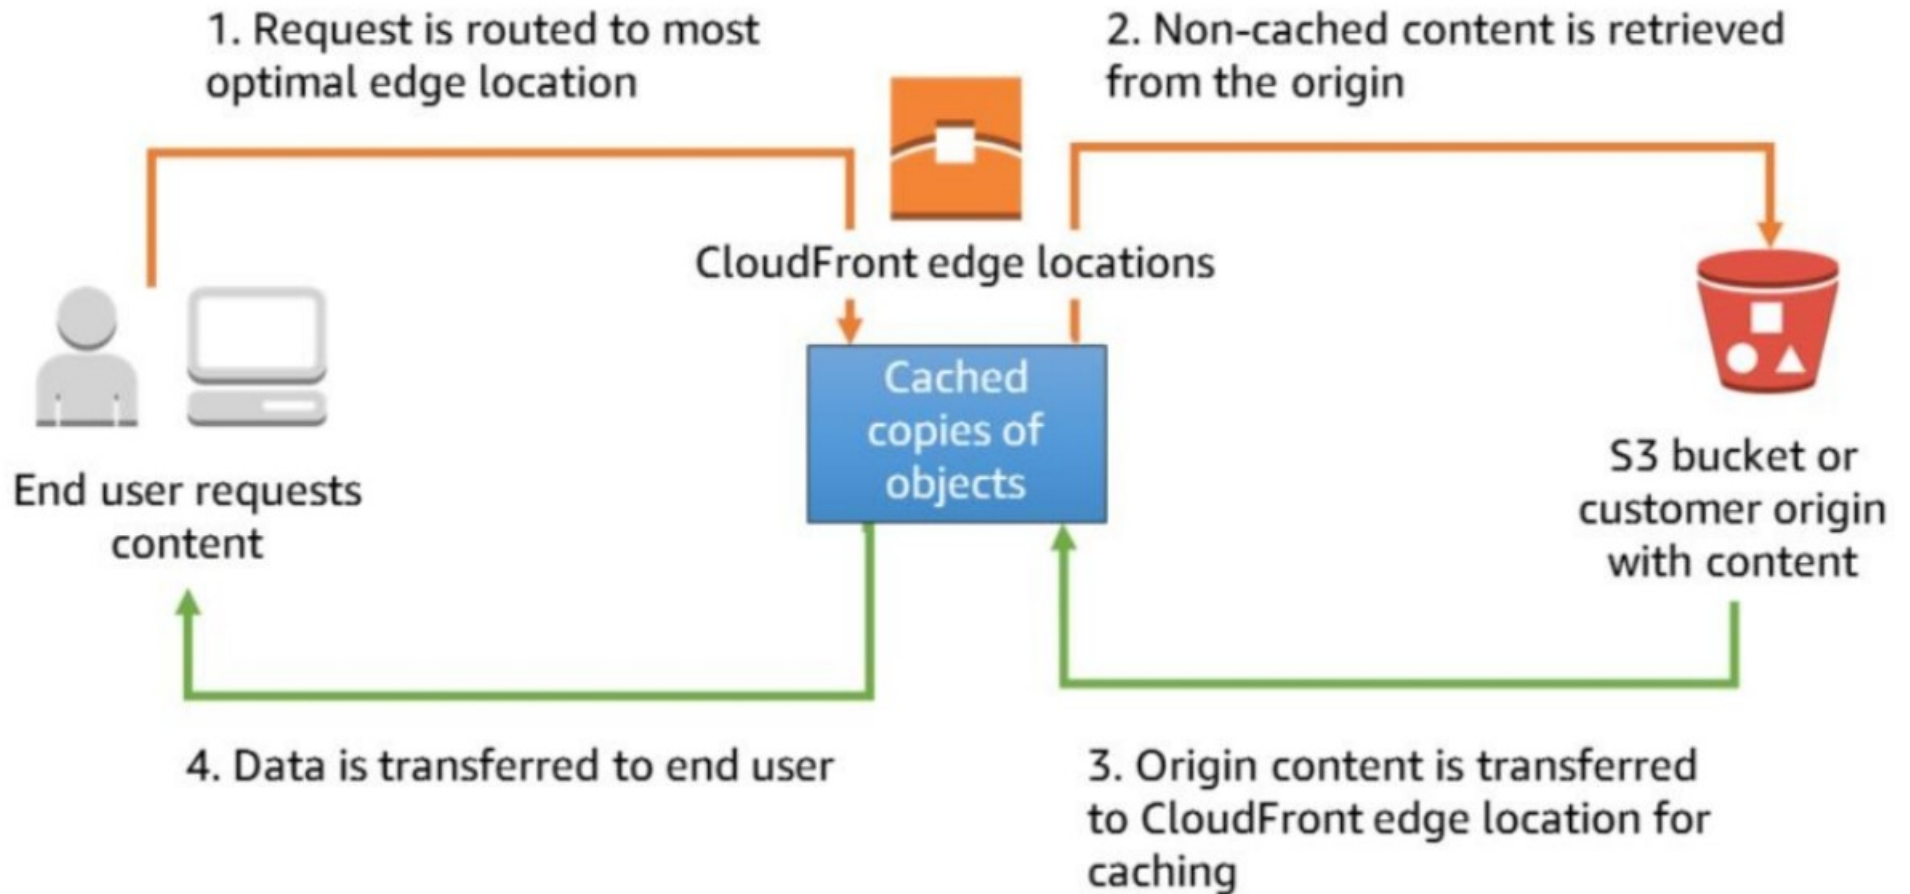 1. Request is routed to most
optimal edge location
2. Non-cached content is retrieved
from the origin
CloudFront edge locations
Cached
copies of
objects
End user requests
content
S3 bucket or
customer origin
with content
4. Data is transferred to end user
3. Origin content is transferred
to CloudFront edge location for
caching